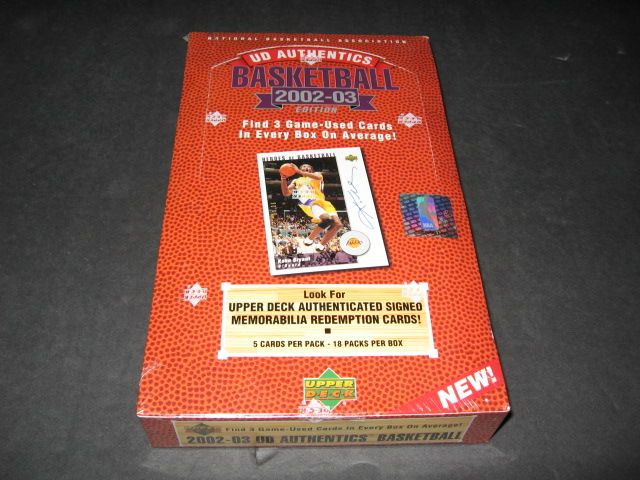 NATIONAL BASKETBALL ASSOCIATION
UD AUTHENTICS
BASKETBALL
2002-03
EDITION
Find 3 Game-Used Cards
in Every Box On Average!
HEROES OF BASKETBALL
Kobe Bryant
LAKERS
NBA
Look For
UPPER DECK AUTHENTICATED SIGNED
MEMORABILIA REDEMPTION CARDS!
5 CARDS PER PACK - 18 PACKS PER BOX
UPPER
DECK
NEW!
Find 3 Game-Used Cards In Every Box On Average!
2002-03 UD AUTHENTICS BASKETBALL